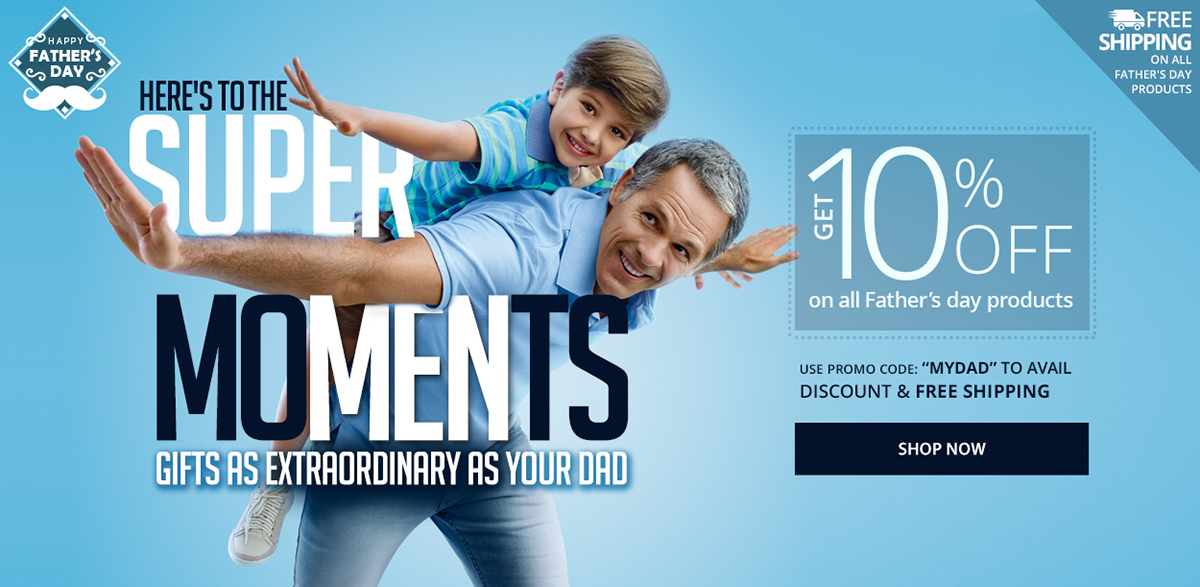 HAPPY
FATHER'S
DAY
HERE'S TO THE
SUPER
MOMENTS
GIFTS AS EXTRAORDINARY AS YOUR DAD
FREE
SHIPPING
ON ALL
FATHER'S DAY
PRODUCTS
GET 10% OFF
on all Father's day products
USE PROMO CODE: “MYDAD” TO AVAIL
DISCOUNT & FREE SHIPPING
SHOP NOW